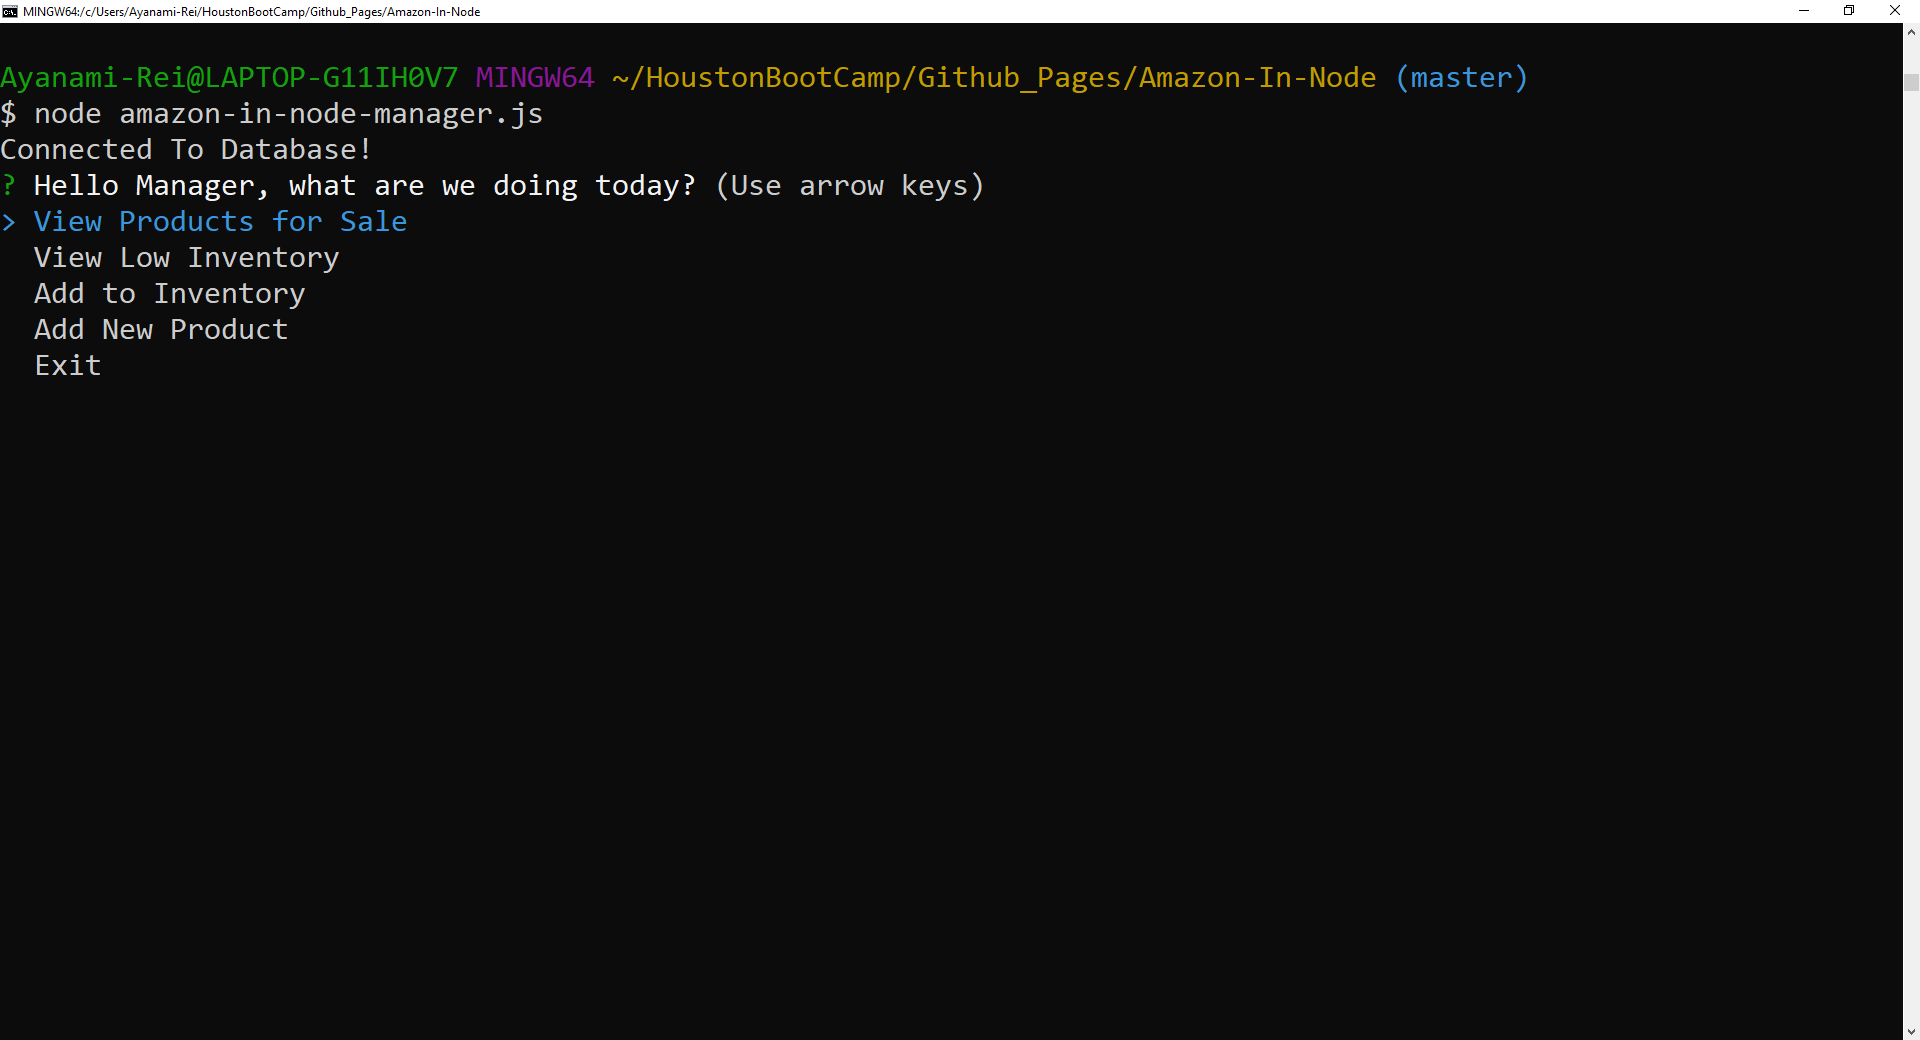 MINGW64:/c/Users/Ayanami-Rei/HoustonBootCamp/Github_Pages/Amazon-In-Node
Ayanami-Rei@LAPTOP-G11IH0V7 MINGW64 ~/HoustonBootCamp/Github_Pages/Amazon-In-Node (master)
$ node amazon-in-node-manager.js
Connected To Database!
? Hello Manager, what are we doing today? (Use arrow keys)
> View Products for Sale
View Low Inventory
Add to Inventory
Add New Product
Exit